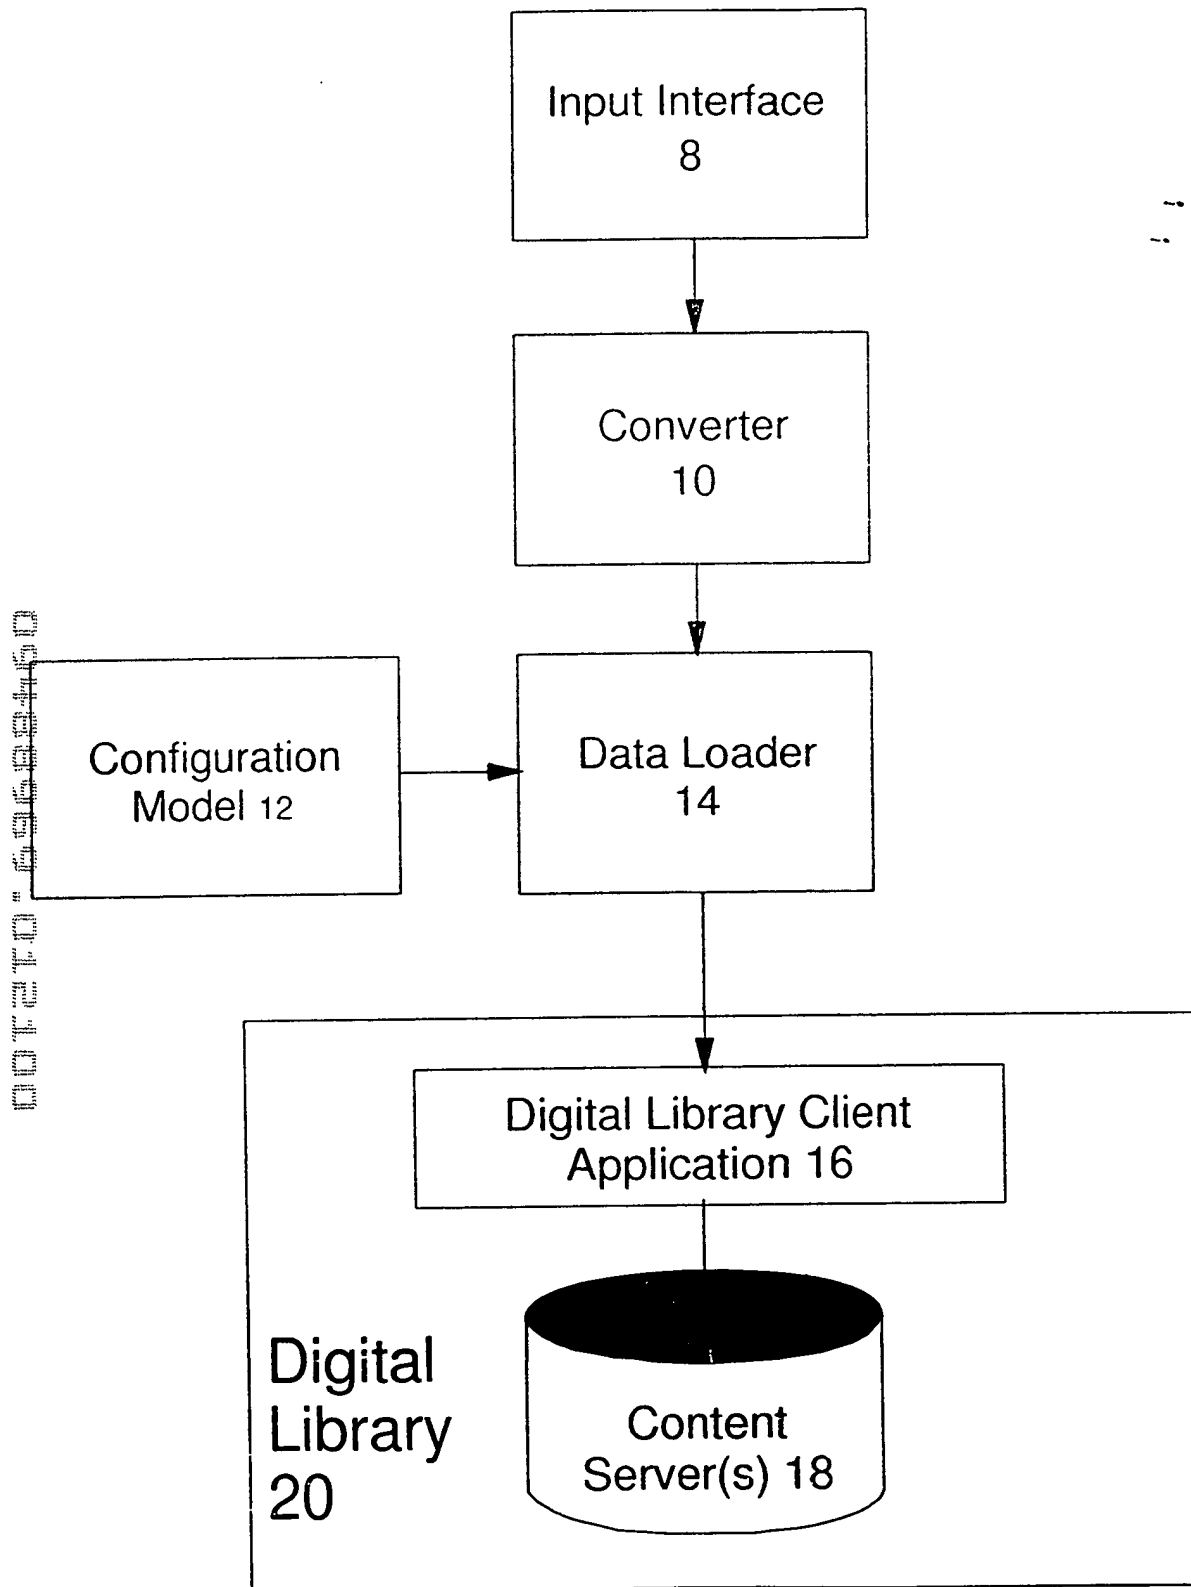 Input Interface
8
Converter
10
Configuration
Model 12
Data Loader
14
Digital Library Client
Application 16
Digital
Library
20
Content
Server(s) 18